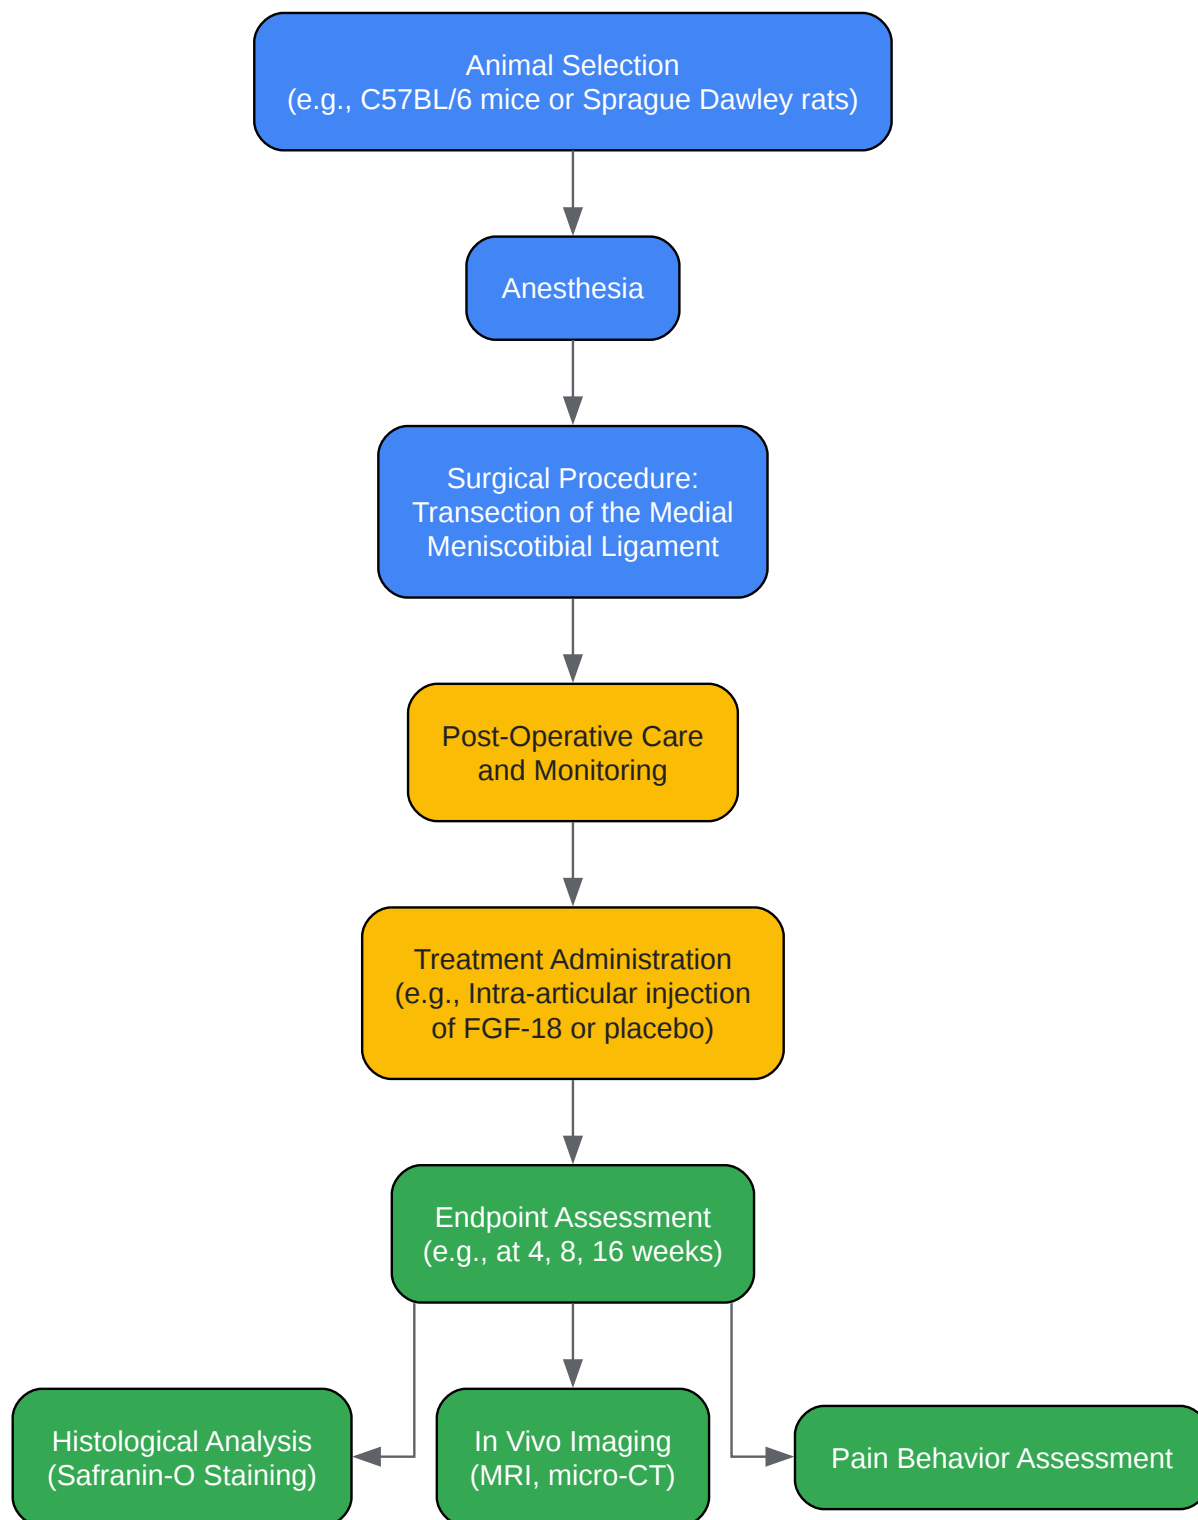 Animal Selection
(e.g., C57BL/6 mice or Sprague Dawley rats)
Anesthesia
Surgical Procedure:
Transection of the Medial
Meniscotibial Ligament
Post-Operative Care
and Monitoring
Treatment Administration
(e.g., Intra-articular injection
of FGF-18 or placebo)
Endpoint Assessment
(e.g., at 4, 8, 16 weeks)
Histological Analysis
(Safranin-O Staining)
In Vivo Imaging
(MRI, micro-CT)
Pain Behavior Assessment